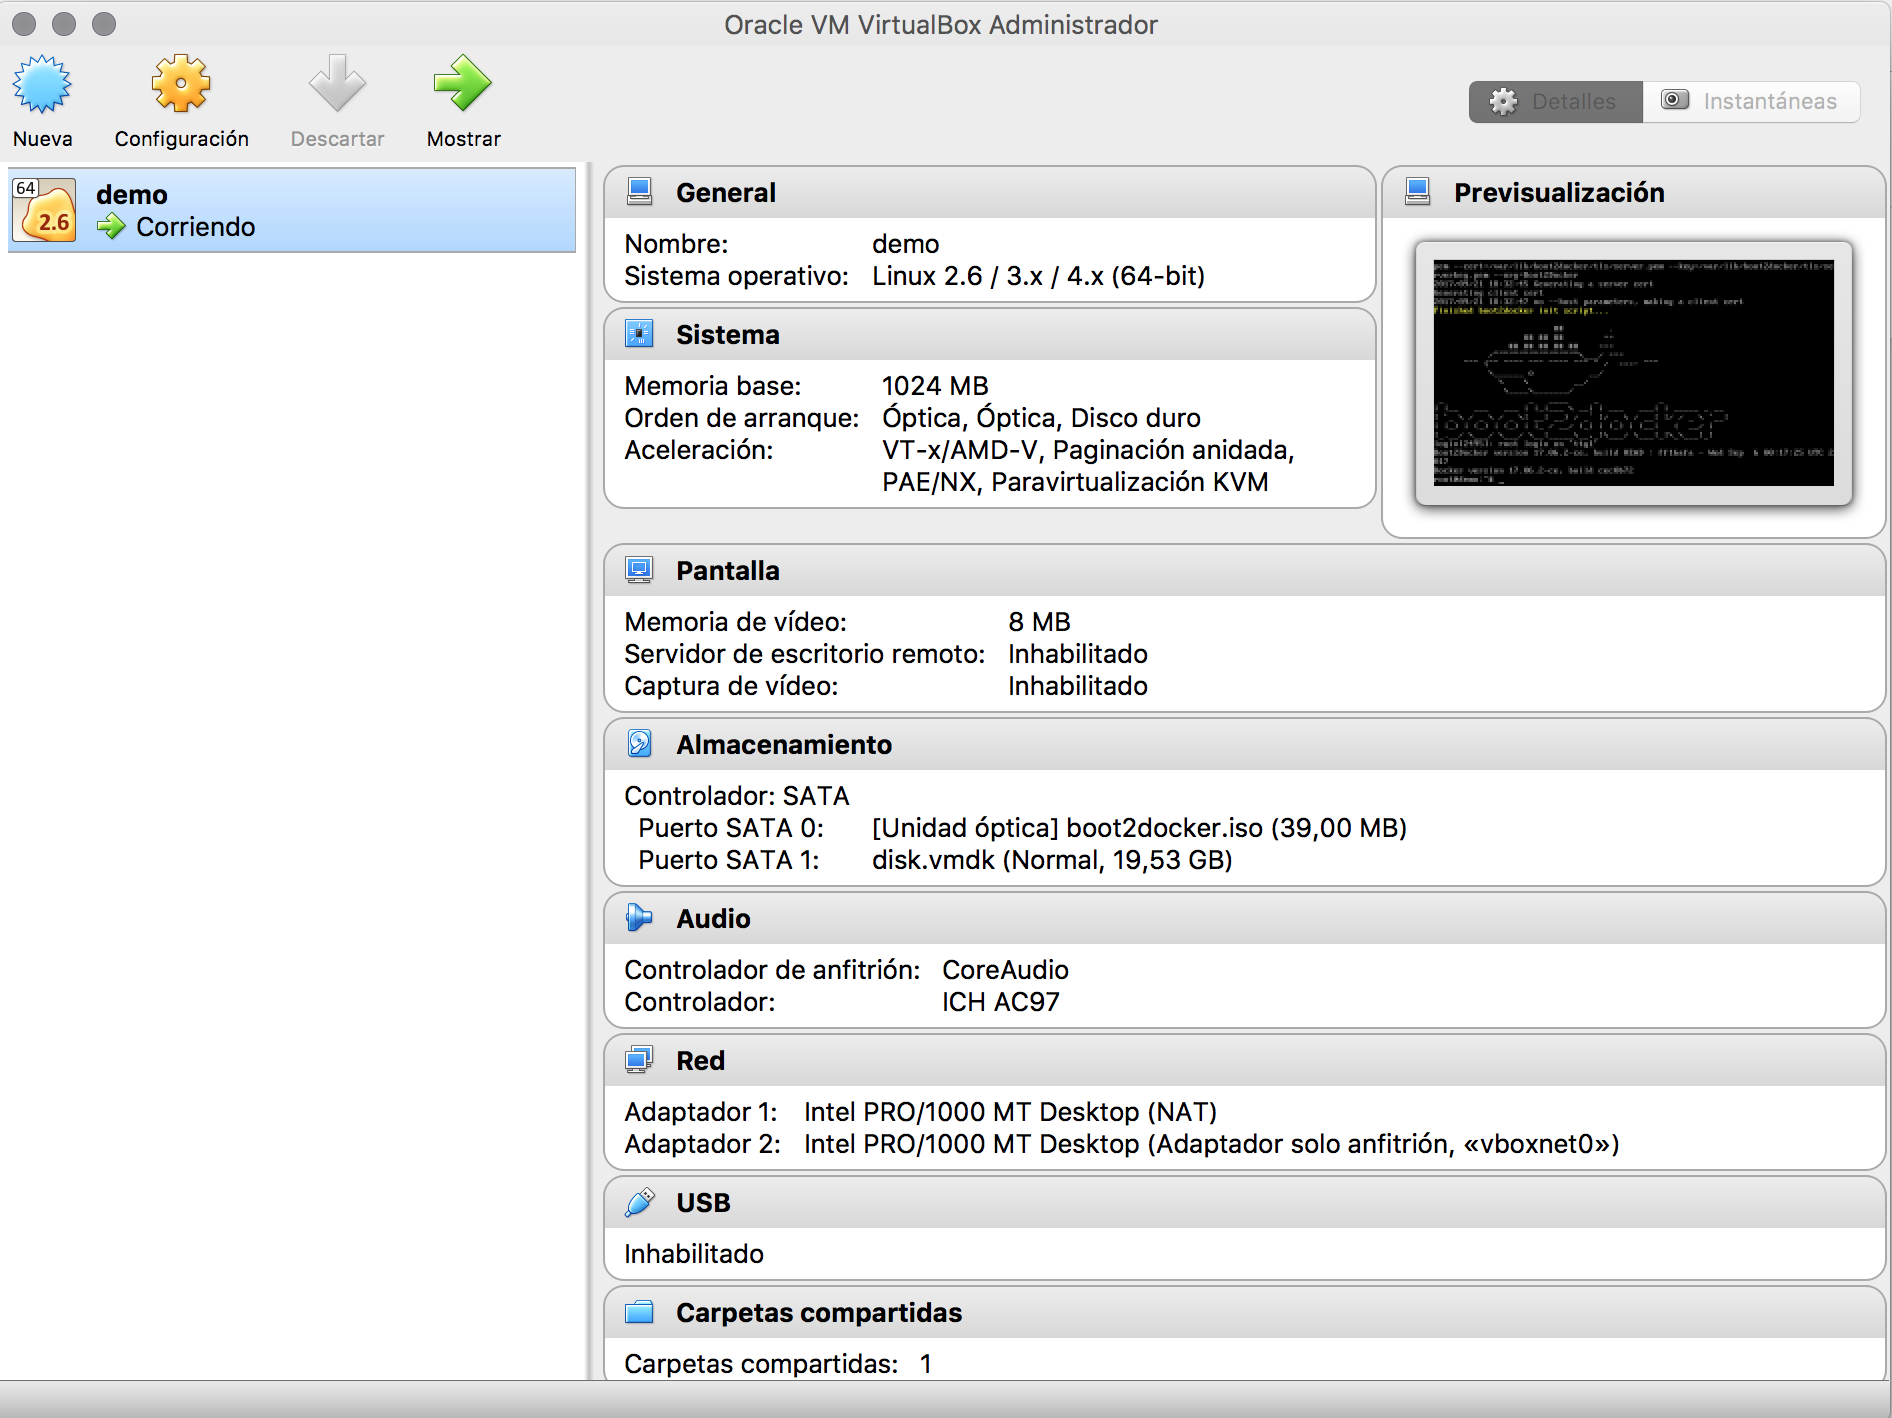 Oracle VM VirtualBox Administrador
Nueva
Configuración
Descartar
Mostrar
Detalles
Instantáneas
64
2.6
demo
Corriendo
General
Nombre: demo
Sistema operativo: Linux 2.6 / 3.x / 4.x (64-bit)
Sistema
Memoria base: 1024 MB
Orden de arranque: Óptica, Óptica, Disco duro
Aceleración: VT-x/AMD-V, Paginación anidada,
PAE/NX, Paravirtualización KVM
Previsualización
boot2docker
Pantalla
Memoria de vídeo: 8 MB
Servidor de escritorio remoto: Inhabilitado
Captura de vídeo: Inhabilitado
Almacenamiento
Controlador: SATA
Puerto SATA 0: [Unidad óptica] boot2docker.iso (39,00 MB)
Puerto SATA 1: disk.vmdk (Normal, 19,53 GB)
Audio
Controlador de anfitrión: CoreAudio
Controlador: ICH AC97
Red
Adaptador 1: Intel PRO/1000 MT Desktop (NAT)
Adaptador 2: Intel PRO/1000 MT Desktop (Adaptador solo anfitrión, «vboxnet0»)
USB
Inhabilitado
Carpetas compartidas
Carpetas compartidas: 1